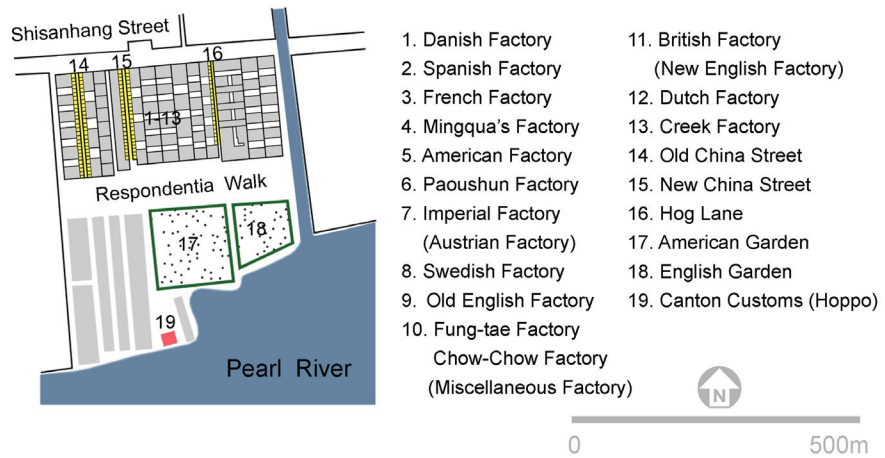 Shisanhang Street
14
15
16
1-13
Respondentia Walk
17
18
19
Pearl River
1. Danish Factory
2. Spanish Factory
3. French Factory
4. Mingqua's Factory
5. American Factory
6. Paoushun Factory
7. Imperial Factory
(Austrian Factory)
8. Swedish Factory
9. Old English Factory
10. Fung-tae Factory
Chow-Chow Factory
(Miscellaneous Factory)
11. British Factory
(New English Factory)
12. Dutch Factory
13. Creek Factory
14. Old China Street
15. New China Street
16. Hog Lane
17. American Garden
18. English Garden
19. Canton Customs (Hoppo)
N
0
500m